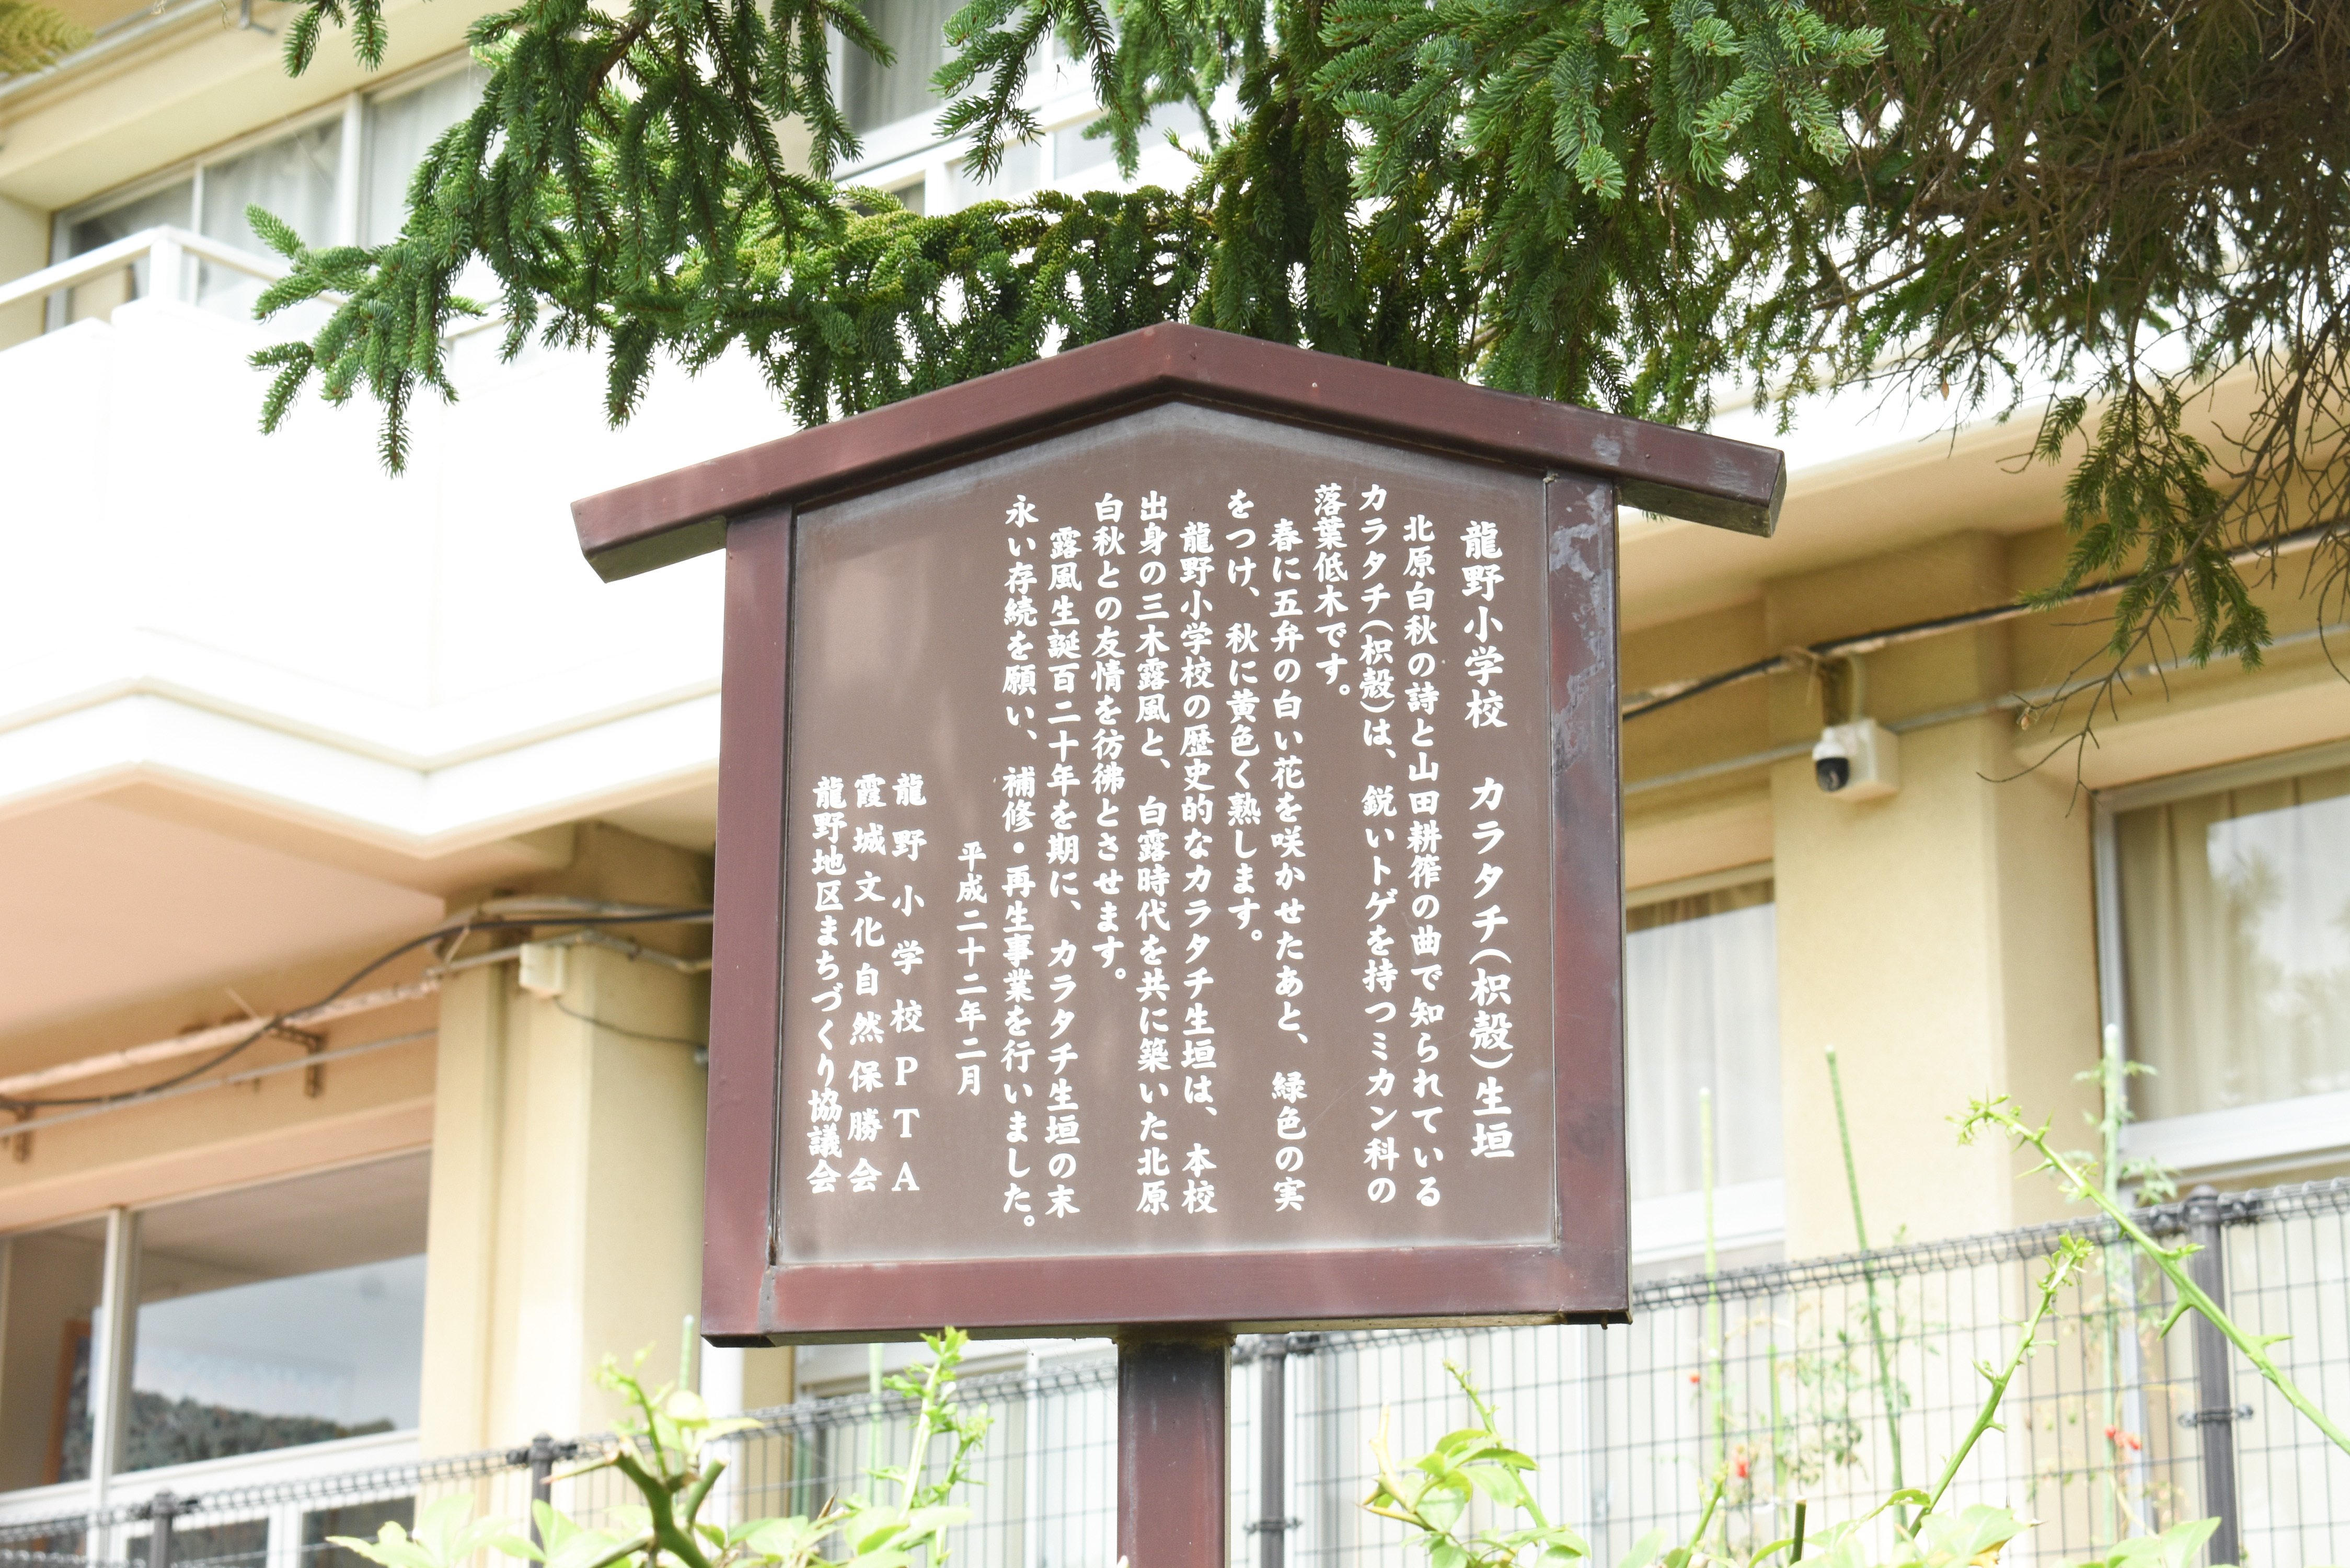 龍野小学校　カラタチ（枳殻）生垣
北原白秋の詩と山田耕筰の曲で知られている
カラタチ（枳殻）は、鋭いトゲを持つミカン科の
落葉低木です。
春に五弁の白い花を咲かせたあと、緑色の実
をつけ、秋に黄色く熟します。
龍野小学校の歴史的なカラタチ生垣は、本校
出身の三木露風と、白露時代を共に築いた北原
白秋との友情を彷彿とさせます。
露風生誕百二十年を期に、カラタチ生垣の末
永い存続を願い、補修・再生事業を行いました。
平成二十二年二月
龍野小学校ＰＴＡ
霞城文化自然保勝会
龍野地区まちづくり協議会